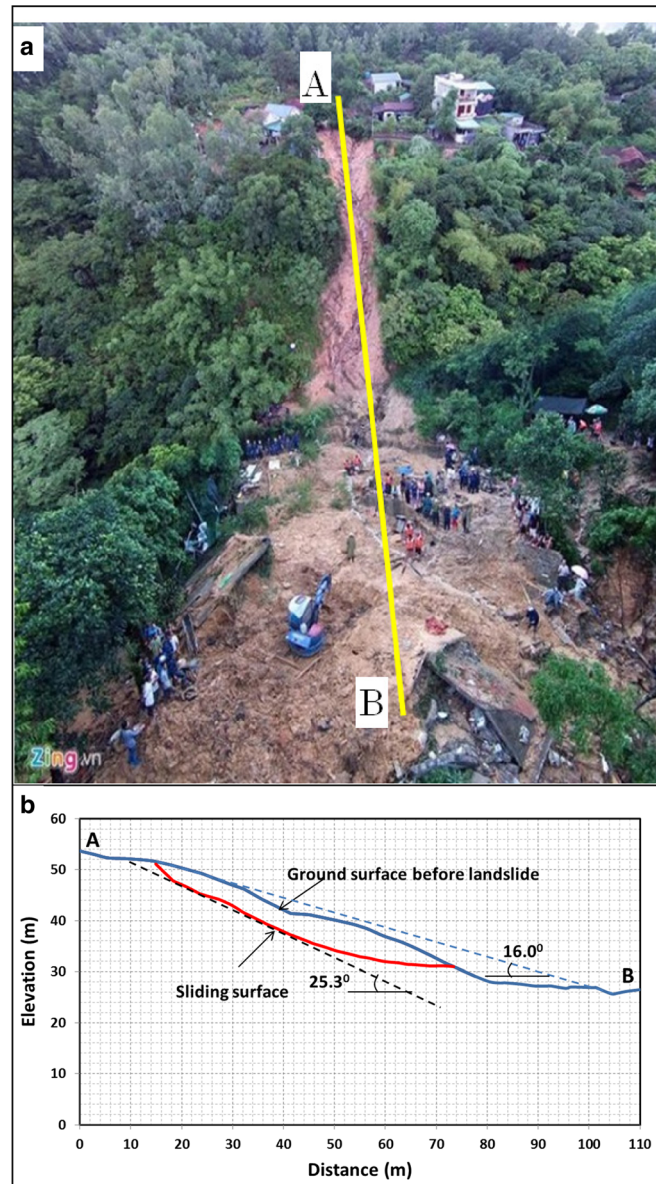 a
A
B
Zing.vn
b
60
50
40
30
20
10
0
Elevation (m)
A
Ground surface before landslide
Sliding surface
25.3⁰
16.0⁰
B
0 10 20 30 40 50 60 70 80 90 100 110
Distance (m)